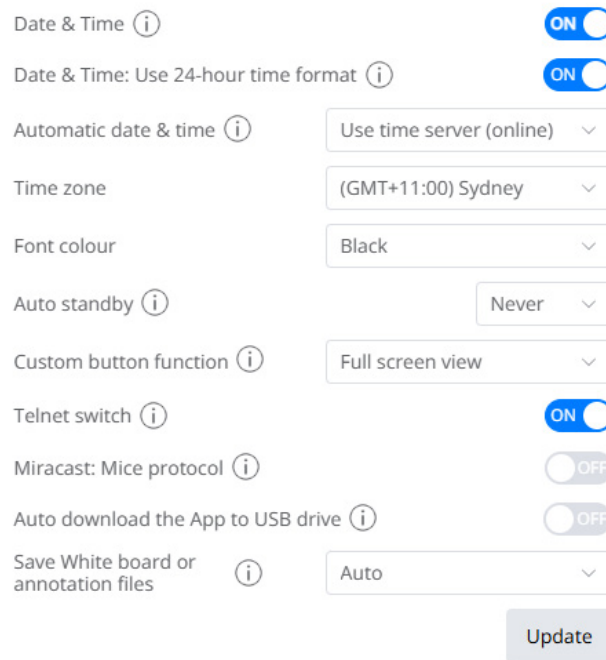 Date & Time
ON
Date & Time: Use 24-hour time format
ON
Automatic date & time
Use time server (online)
Time zone
(GMT+11:00) Sydney
Font colour
Black
Auto standby
Never
Custom button function
Full screen view
Telnet switch
ON
Miracast: Mice protocol
OFF
Auto download the App to USB drive
OFF
Save White board or
annotation files
Auto
Update